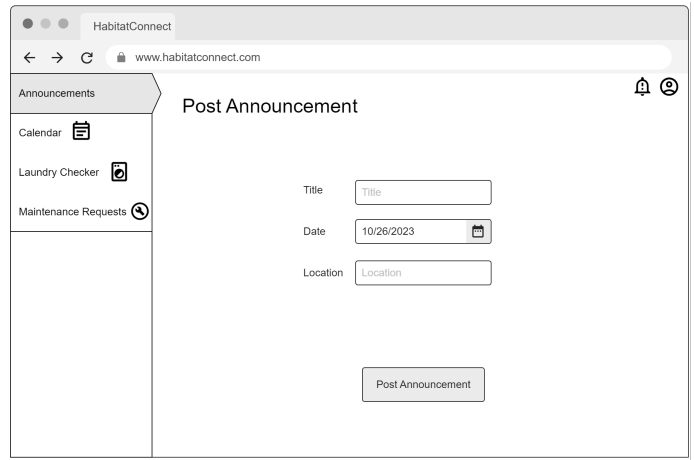 HabitatConnect
www.habitatconnect.com
Announcements
Calendar
Laundry Checker
Maintenance Requests
Post Announcement
Title Title
Date 10/26/2023
Location Location
Post Announcement